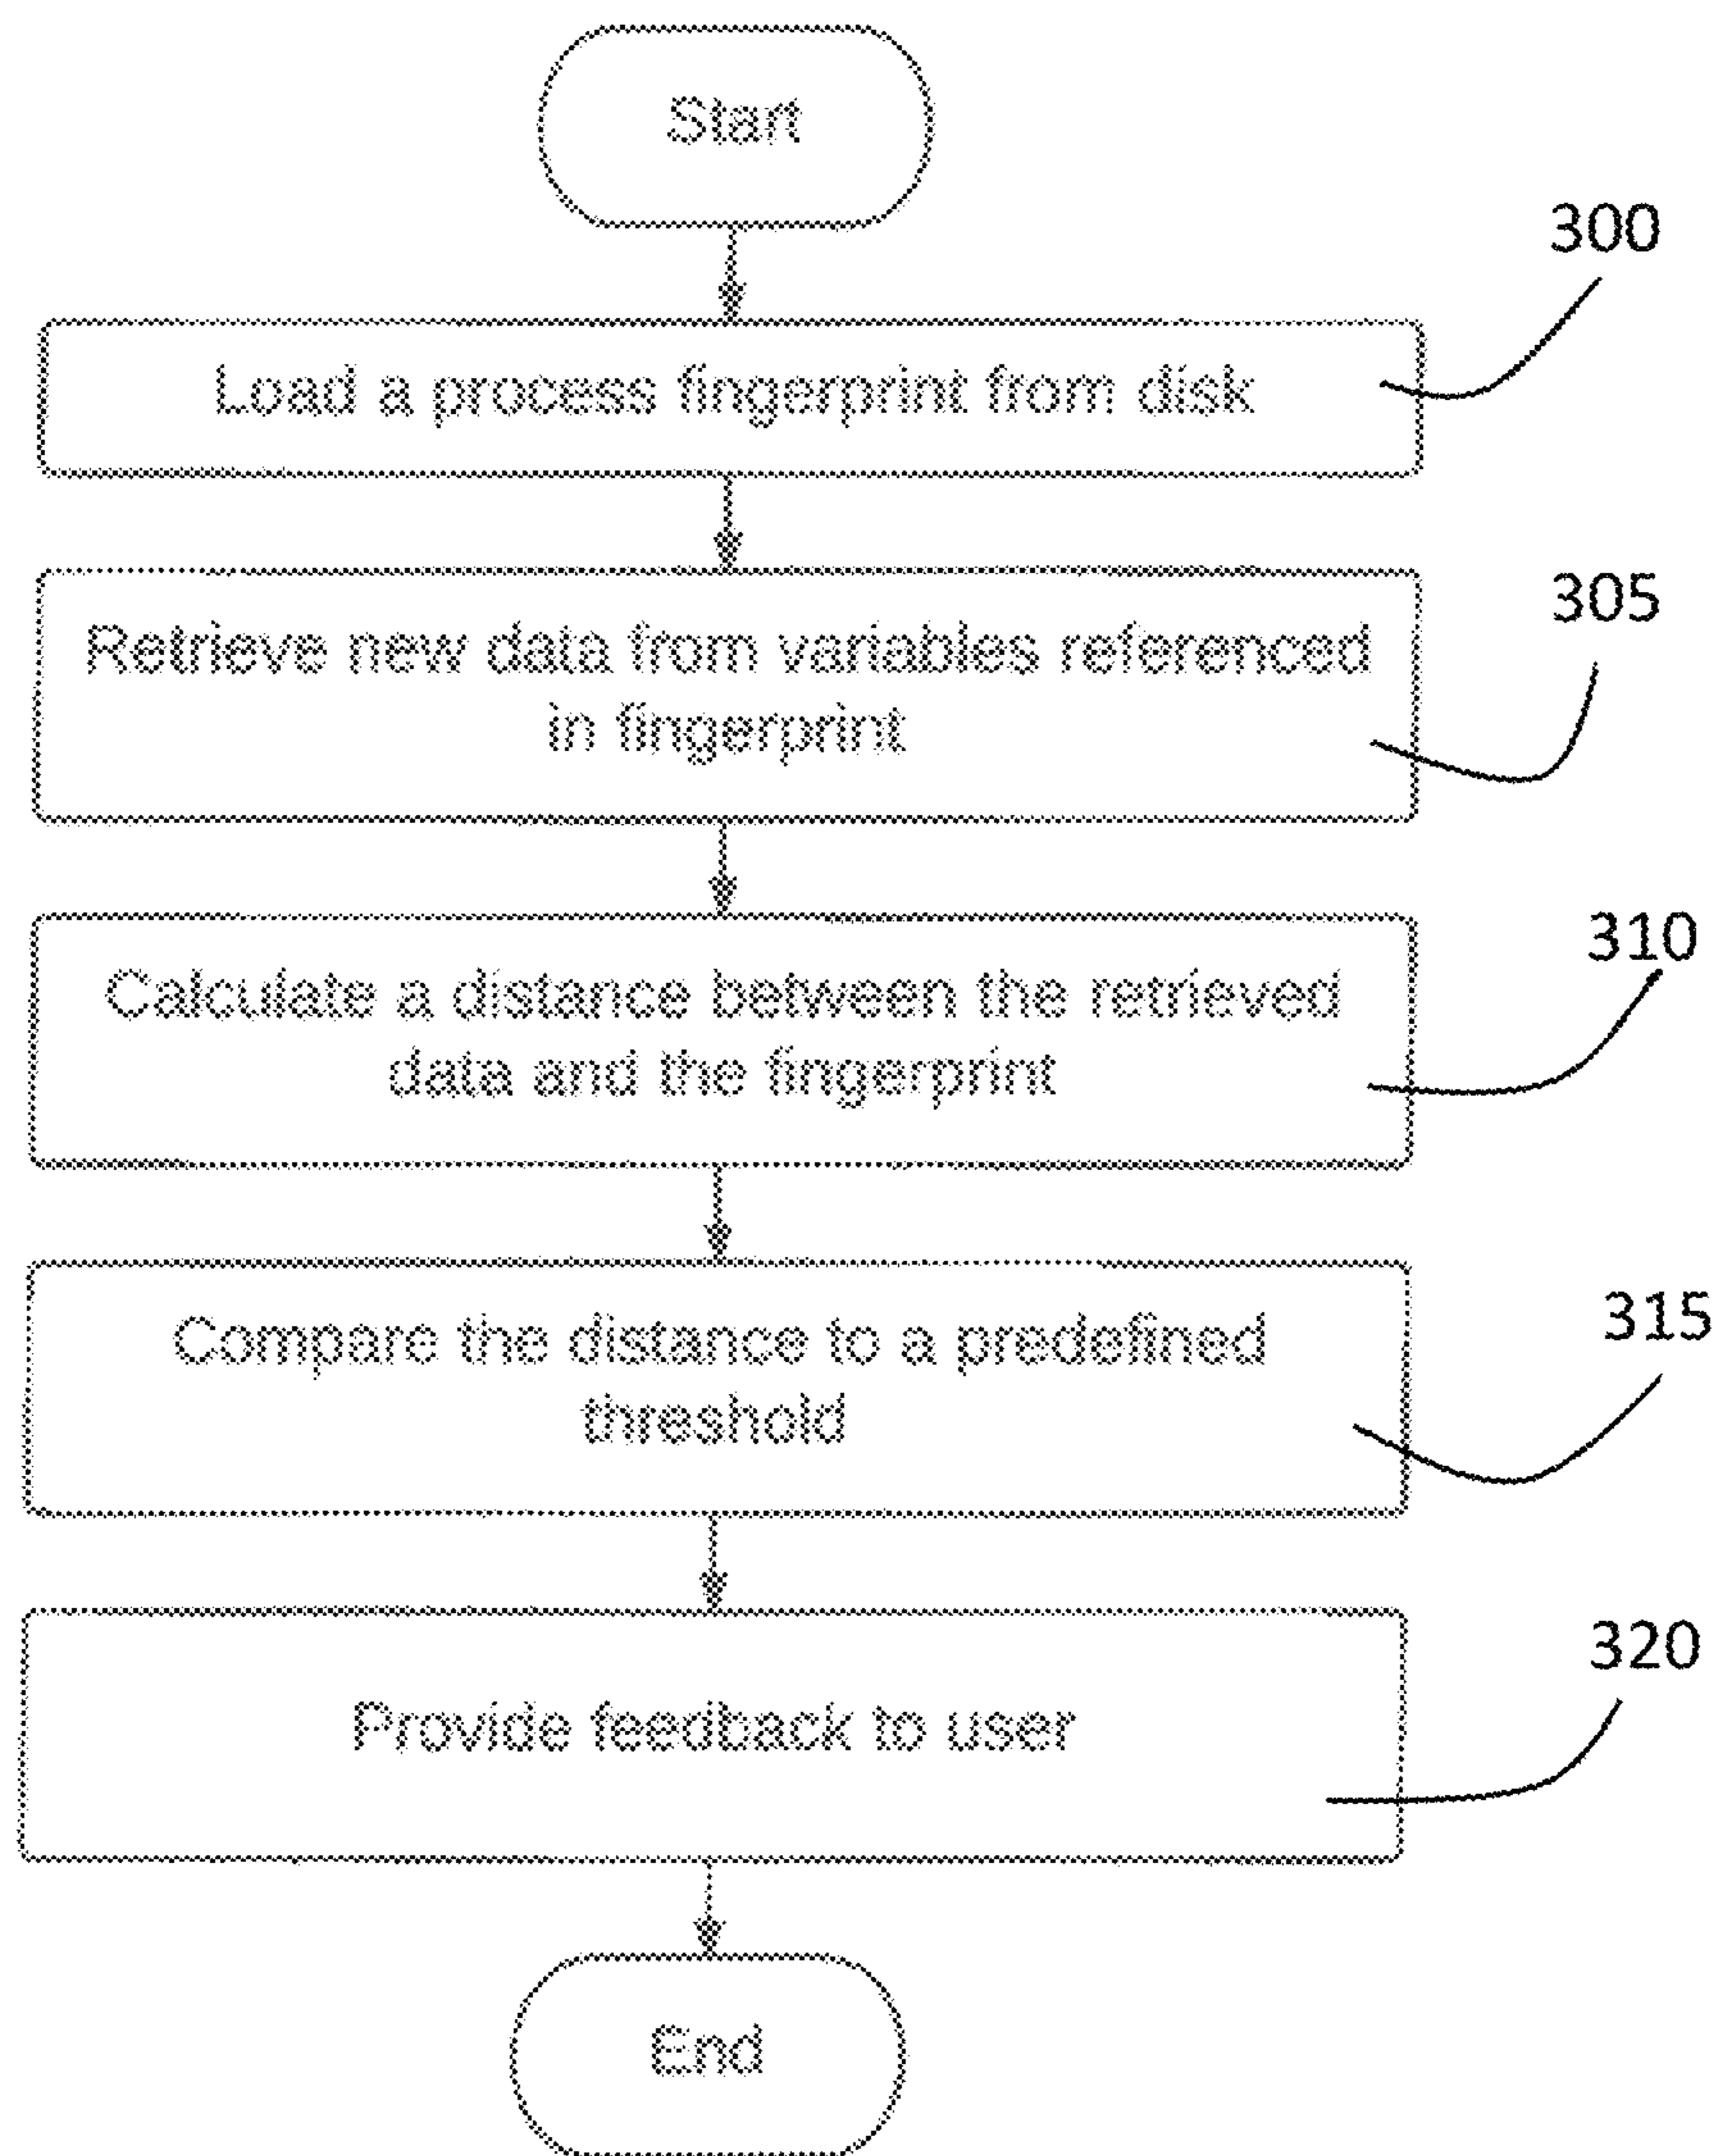 Start
300
Load a process fingerprint from disk
305
Retrieve new data from variables referenced
in fingerprint
310
Calculate a distance between the retrieved
data and the fingerprint
315
Compare the distance to a predefined
threshold
320
Provide feedback to user
End